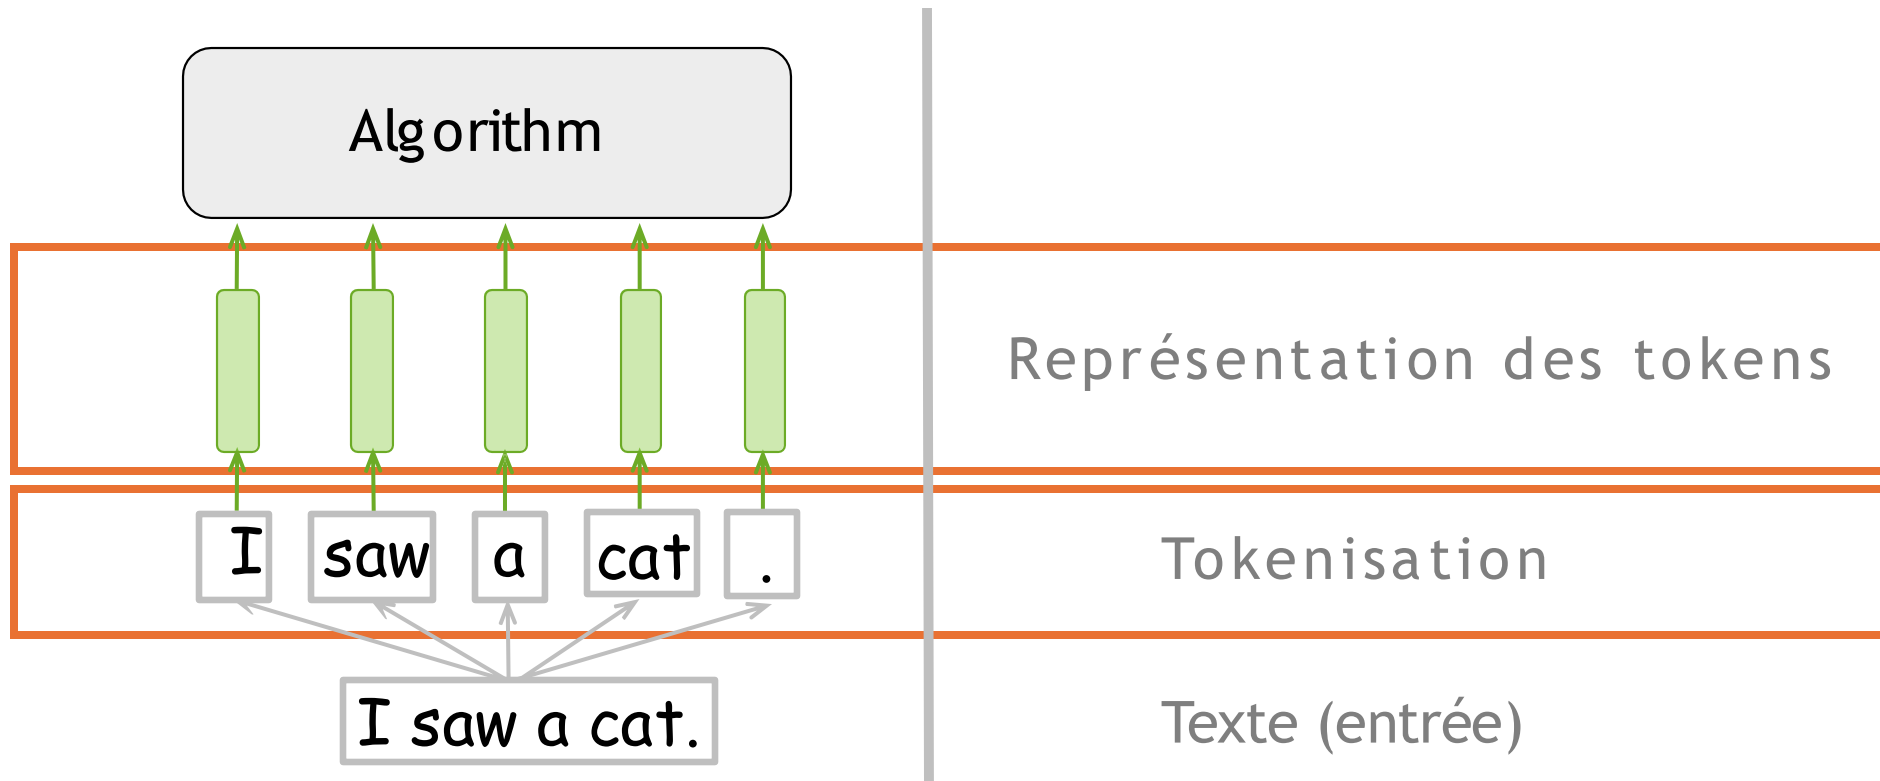 Algorithm
Représentation des tokens
I saw a cat .
Tokenisation
I saw a cat.
Texte (entrée)